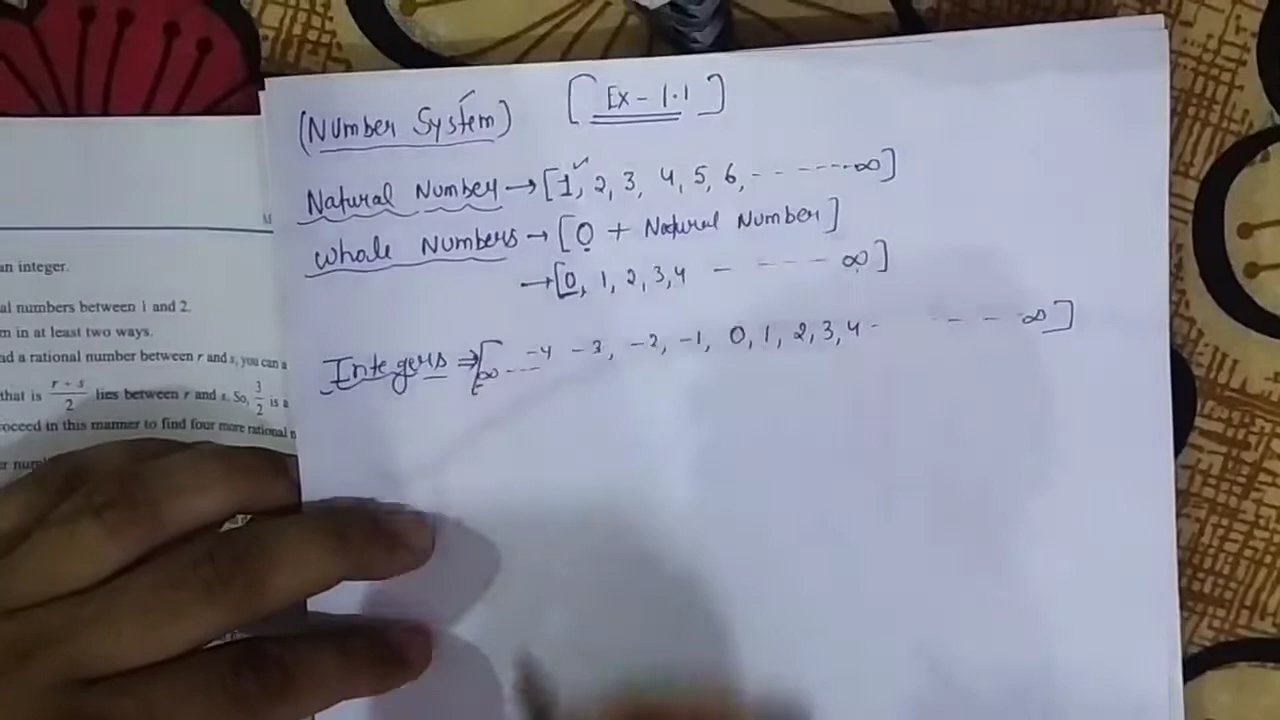 (Number System) [Ex - 1.1]
Natural Number → [1, 2, 3, 4, 5, 6, - - - - - - ∞]
Whole Numbers → [0 + Natural Number]
→ [0, 1, 2, 3, 4 - - - - - ∞]
Integers ⇒ [∞ - - - -4 -3, -2, -1, 0, 1, 2, 3, 4 - - - - ∞]
an integer.
al numbers between 1 and 2.
m in at least two ways.
nd a rational number between r and s, you can a
that is r + s / 2 lies between r and s. So, 3 / 2 is a
oceed in this manner to find four more rational n